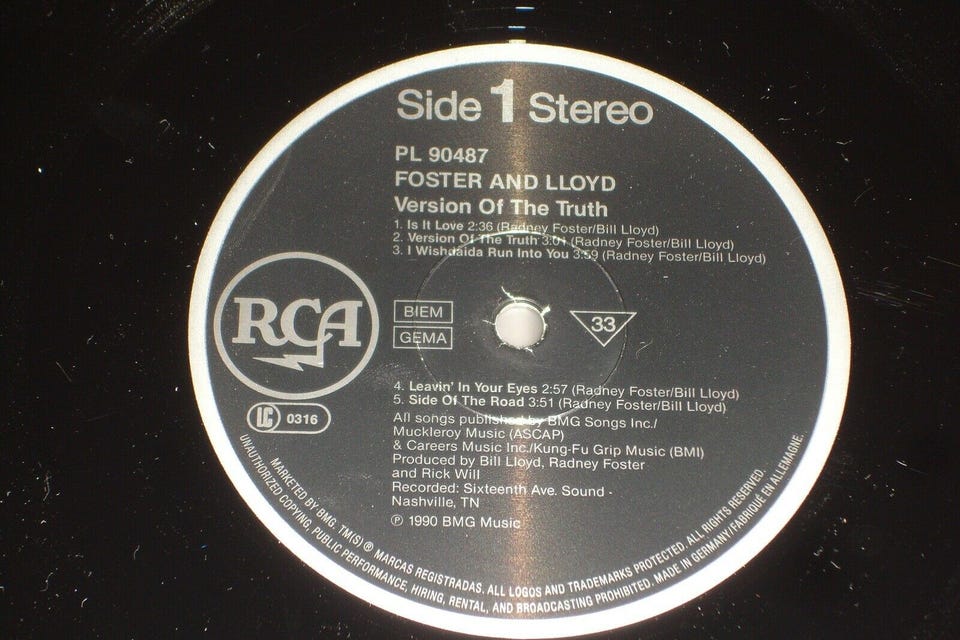 Side 1 Stereo
PL 90487
FOSTER AND LLOYD
Version Of The Truth
1. Is It Love 2:36 (Radney Foster/Bill Lloyd)
2. Version Of The Truth 3:01 (Radney Foster/Bill Lloyd)
3. I Wishdaida Run Into You 3:59 (Radney Foster/Bill Lloyd)
RCA
BIEM
GEMA
33
4. Leavin' In Your Eyes 2:57 (Radney Foster/Bill Lloyd)
5. Side Of The Road 3:51 (Radney Foster/Bill Lloyd)
LC 0316
All songs published by BMG Songs Inc./
Muckleroy Music (ASCAP)
& Careers Music Inc./Kung-Fu Grip Music (BMI)
Produced by Bill Lloyd, Radney Foster
and Rick Will
Recorded: Sixteenth Ave. Sound -
Nashville, TN
℗ 1990 BMG Music
MARKETED BY BMG. TM(S) ® MARCAS REGISTRADAS. ALL LOGOS AND TRADEMARKS PROTECTED. ALL RIGHTS RESERVED.
UNAUTHORIZED COPYING, PUBLIC PERFORMANCE, HIRING, RENTAL, AND BROADCASTING PROHIBITED. MADE IN GERMANY/FABRIQUÉ EN ALLEMAGNE.